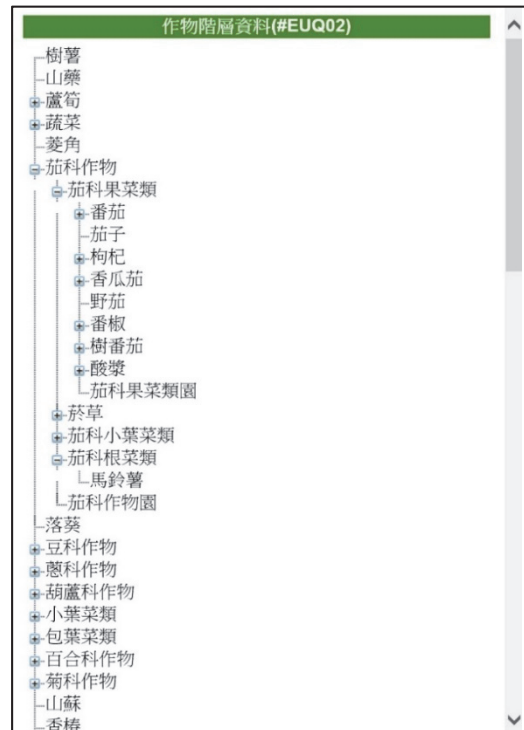 作物階層資料(#EUQ02)
樹薯
山藥
蘆筍
蔬菜
菱角
茄科作物
茄科果菜類
番茄
茄子
枸杞
香瓜茄
野茄
番椒
樹番茄
酸漿
茄科果菜類園
菸草
茄科小葉菜類
茄科根菜類
馬鈴薯
茄科作物園
落葵
豆科作物
蔥科作物
葫蘆科作物
小葉菜類
包葉菜類
百合科作物
菊科作物
山蘇
香椿